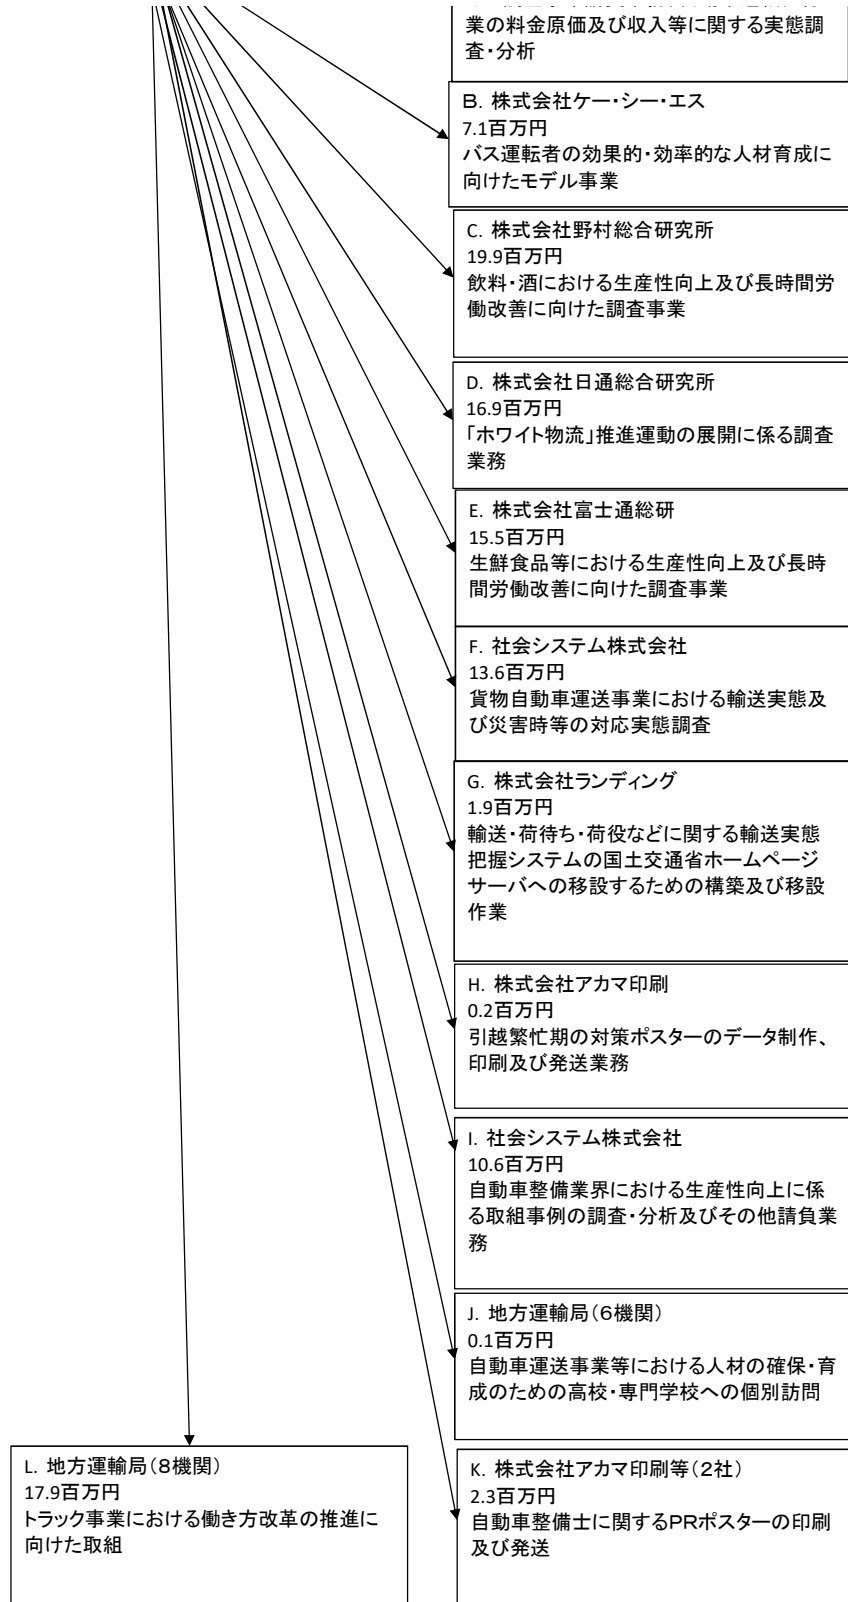 業の料金原価及び収入等に関する実態調
査・分析
B. 株式会社ケー・シー・エス
7.1百万円
バス運転者の効果的・効率的な人材育成に
向けたモデル事業
C. 株式会社野村総合研究所
19.9百万円
飲料・酒における生産性向上及び長時間労
働改善に向けた調査事業
D. 株式会社日通総合研究所
16.9百万円
「ホワイト物流」推進運動の展開に係る調査
業務
E. 株式会社富士通総研
15.5百万円
生鮮食品等における生産性向上及び長時
間労働改善に向けた調査事業
F. 社会システム株式会社
13.6百万円
貨物自動車運送事業における輸送実態及
び災害時等の対応実態調査
G. 株式会社ランディング
1.9百万円
輸送・荷待ち・荷役などに関する輸送実態
把握システムの国土交通省ホームページ
サーバへの移設するための構築及び移設
作業
H. 株式会社アカマ印刷
0.2百万円
引越繁忙期の対策ポスターのデータ制作、
印刷及び発送業務
I. 社会システム株式会社
10.6百万円
自動車整備業界における生産性向上に係
る取組事例の調査・分析及びその他請負業
務
J. 地方運輸局（６機関）
0.1百万円
自動車運送事業等における人材の確保・育
成のための高校・専門学校への個別訪問
L. 地方運輸局（８機関）
17.9百万円
トラック事業における働き方改革の推進に
向けた取組
K. 株式会社アカマ印刷等（２社）
2.3百万円
自動車整備士に関するPRポスターの印刷
及び発送